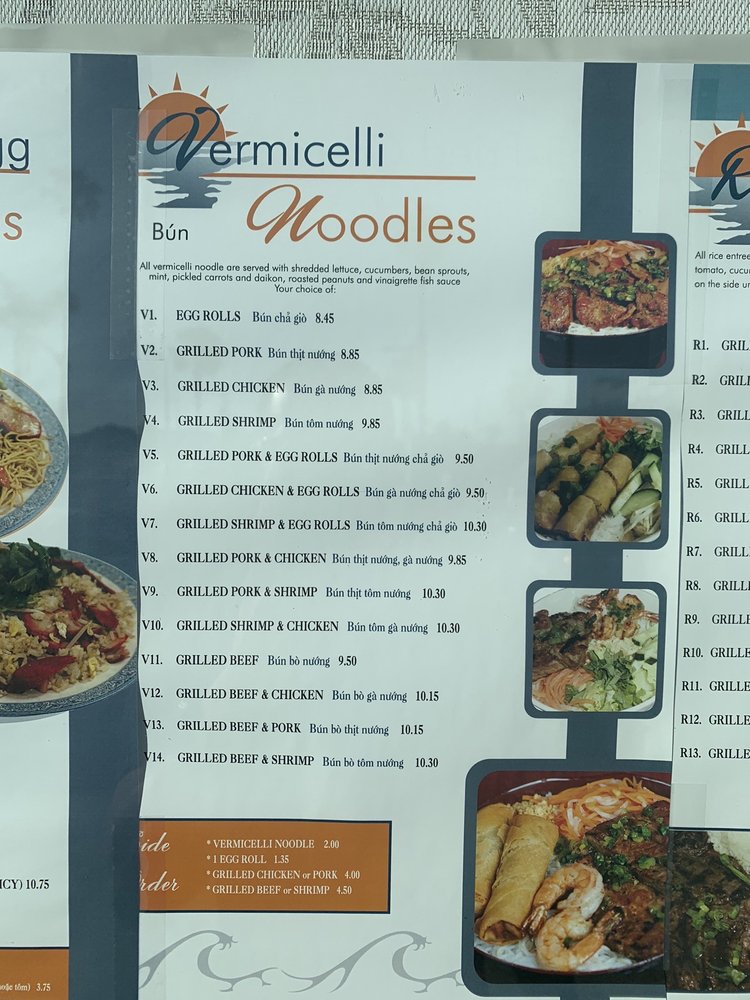 gg
s
ICY) 10.75
oặc tôm) 3.75
Vermicelli
Noodles
Bún
All vermicelli noodle are served with shredded lettuce, cucumbers, bean sprouts,
mint, pickled carrots and daikon, roasted peanuts and vinaigrette fish sauce
Your choice of:
V1. EGG ROLLS Bún chả giò 8.45
V2. GRILLED PORK Bún thịt nướng 8.85
V3. GRILLED CHICKEN Bún gà nướng 8.85
V4. GRILLED SHRIMP Bún tôm nướng 9.85
V5. GRILLED PORK & EGG ROLLS Bún thịt nướng chả giò 9.50
V6. GRILLED CHICKEN & EGG ROLLS Bún gà nướng chả giò 9.50
V7. GRILLED SHRIMP & EGG ROLLS Bún tôm nướng chả giò 10.30
V8. GRILLED PORK & CHICKEN Bún thịt nướng, gà nướng 9.85
V9. GRILLED PORK & SHRIMP Bún thịt tôm nướng 10.30
V10. GRILLED SHRIMP & CHICKEN Bún tôm gà nướng 10.30
V11. GRILLED BEEF Bún bò nướng 9.50
V12. GRILLED BEEF & CHICKEN Bún bò gà nướng 10.15
V13. GRILLED BEEF & PORK Bún bò thịt nướng 10.15
V14. GRILLED BEEF & SHRIMP Bún bò tôm nướng 10.30
ide
rder
* VERMICELLI NOODLE 2.00
* 1 EGG ROLL 1.35
* GRILLED CHICKEN or PORK 4.00
* GRILLED BEEF or SHRIMP 4.50
R
All rice entree
tomato, cucu
on the side un
R1. GRIL
R2. GRILL
R3. GRILL
R4. GRILL
R5. GRILL
R6. GRILL
R7. GRILL
R8. GRILL
R9. GRILLE
R10. GRILLE
R11. GRILLE
R12. GRILLE
R13. GRILLE